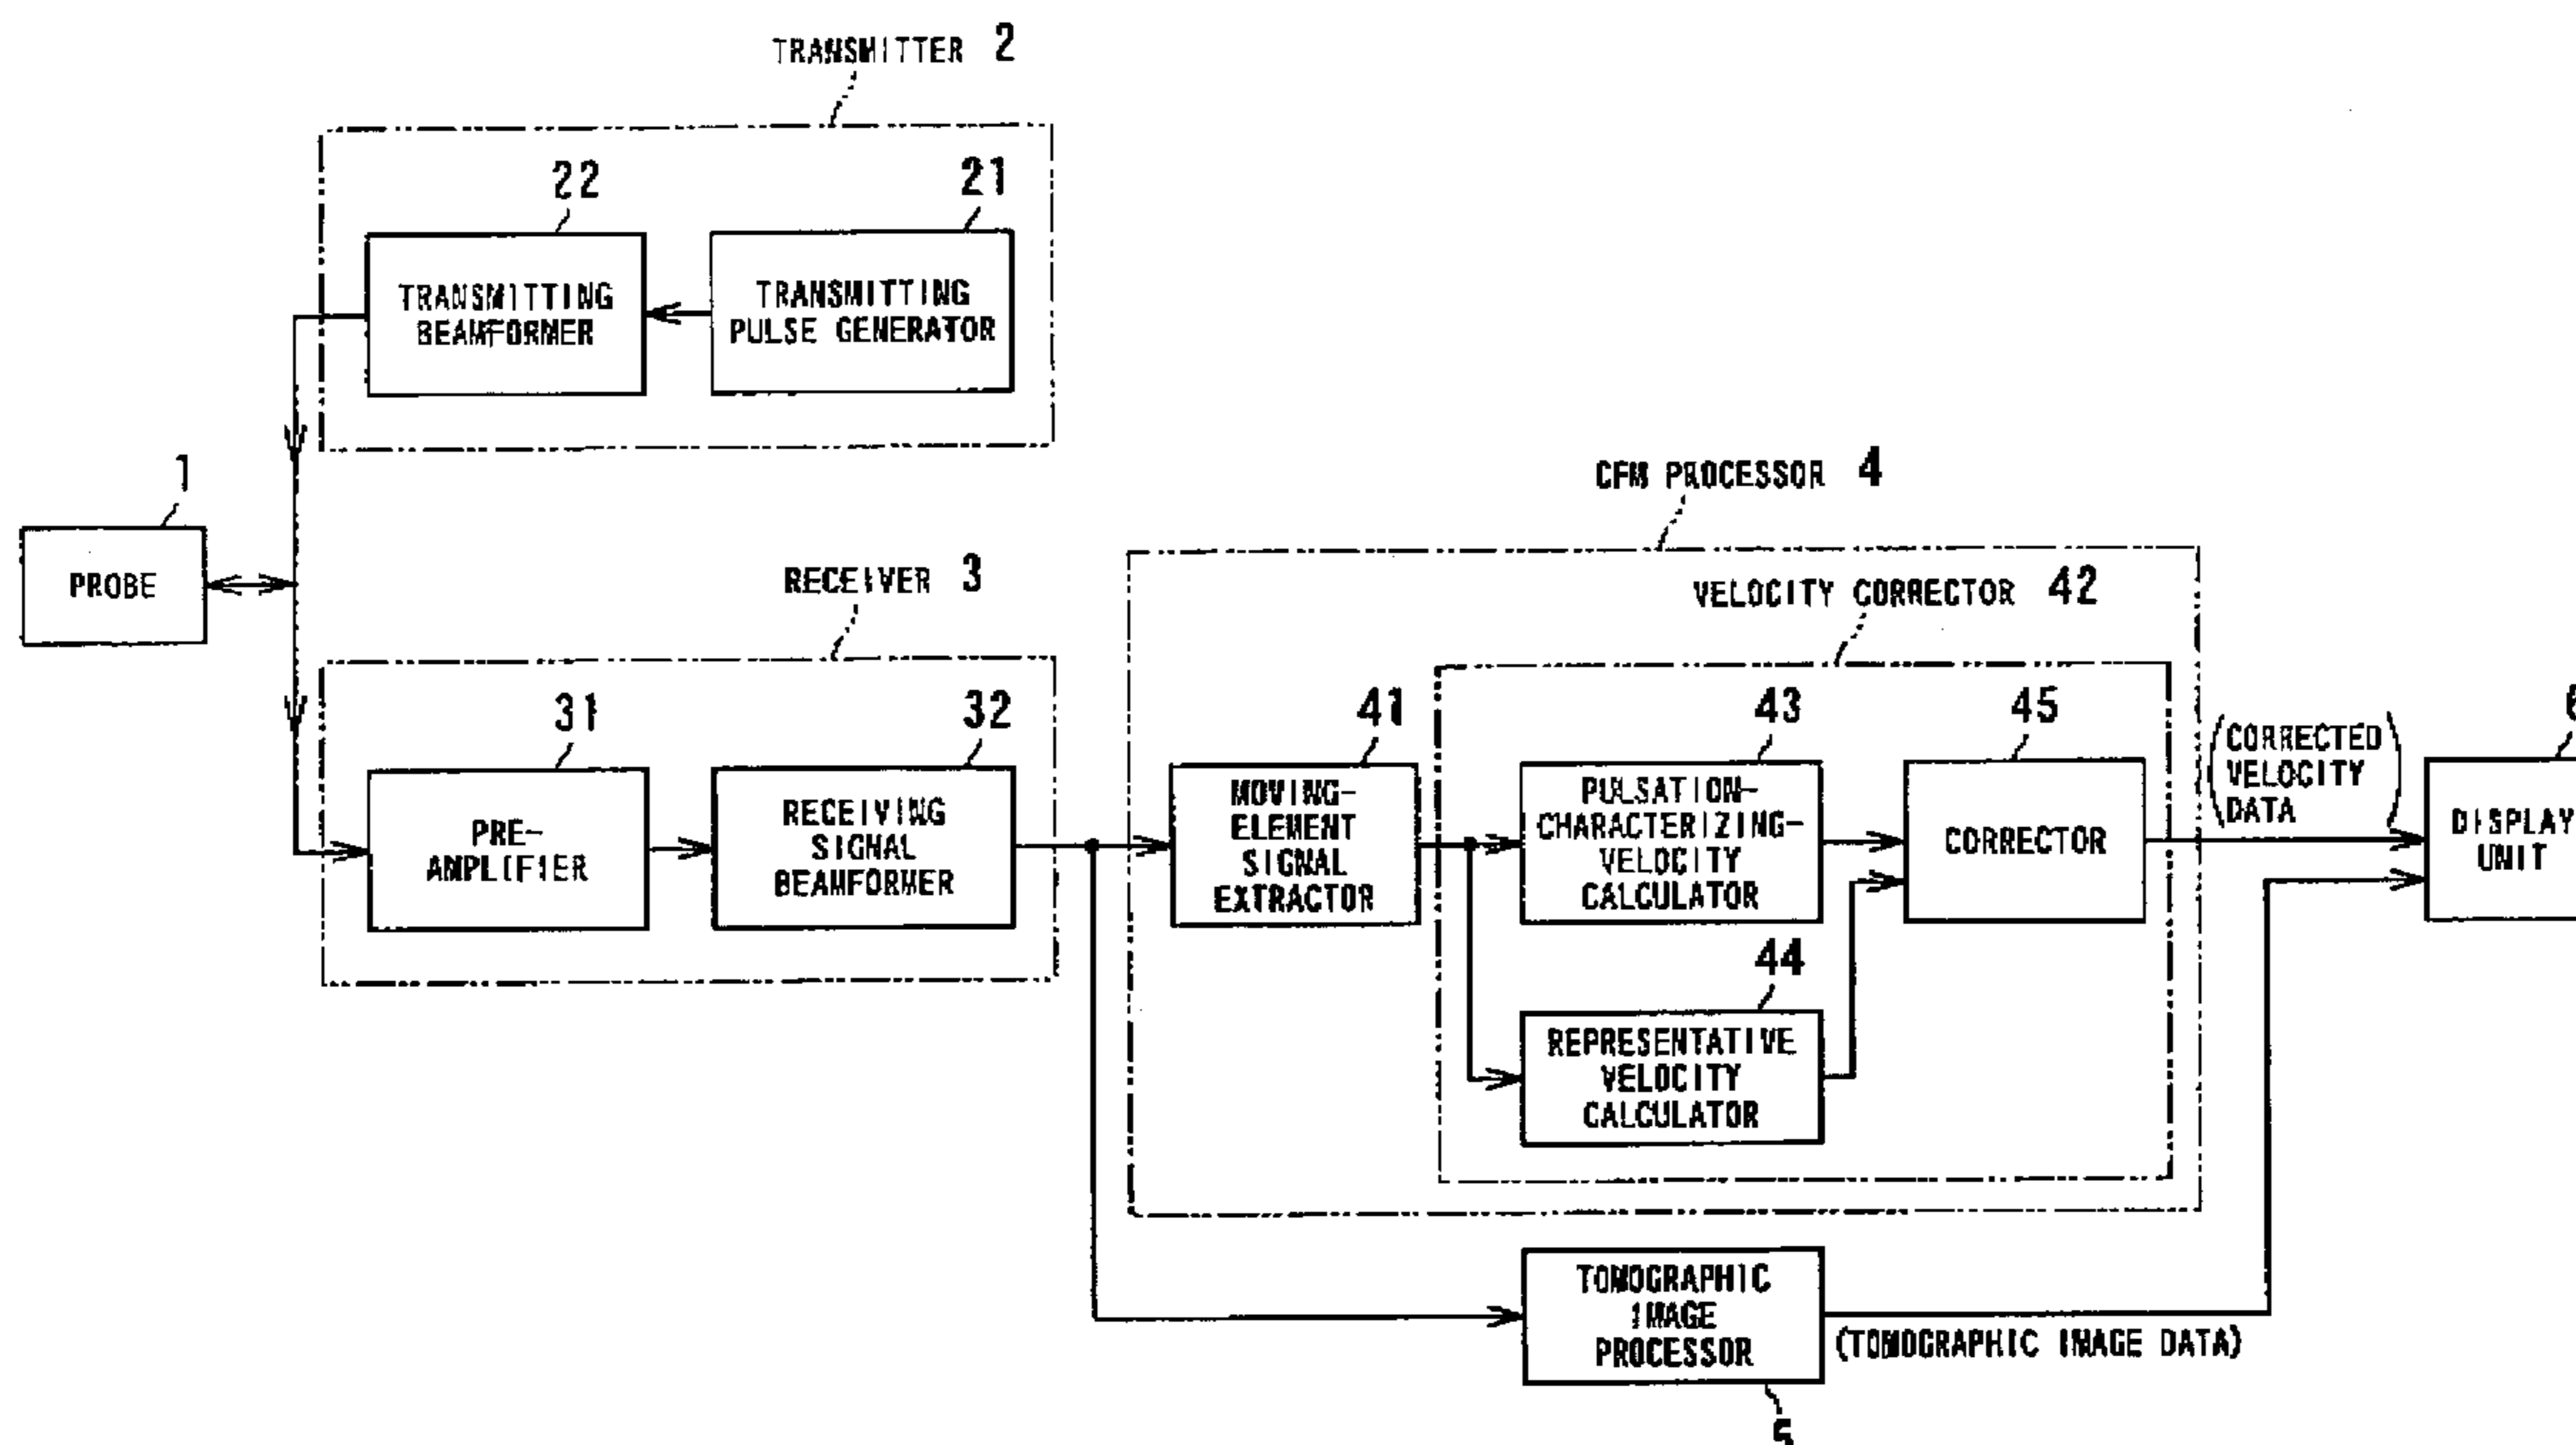 TRANSMITTER 2
22
21
TRANSMITTING
BEAMFORMER
TRANSMITTING
PULSE GENERATOR
1
PROBE
RECEIVER 3
31
32
PRE-
AMPLIFIER
RECEIVING
SIGNAL
BEAMFORMER
CFM PROCESSOR 4
VELOCITY CORRECTOR 42
41
MOVING-
ELEMENT
SIGNAL
EXTRACTOR
43
PULSATION-
CHARACTERIZING-
VELOCITY
CALCULATOR
45
CORRECTOR
44
REPRESENTATIVE
VELOCITY
CALCULATOR
(CORRECTED
VELOCITY
DATA)
6
DISPLAY
UNIT
TOMOGRAPHIC
IMAGE
PROCESSOR
5
(TOMOGRAPHIC IMAGE DATA)